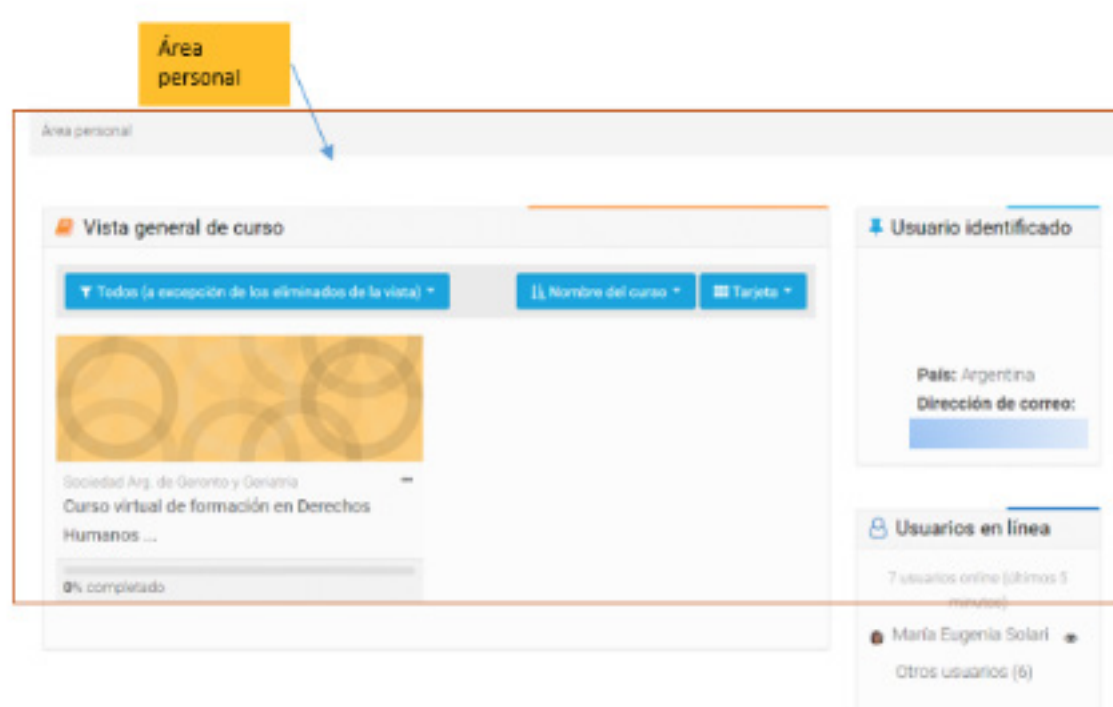 Área
personal
Area personal
Vista general de curso
Todos (a excepción de los eliminados de la vista)
Nombre del curso
Tarjeta
Sociedad Arg. de Geronto y Geriatria
Curso virtual de formación en Derechos
Humanos ...
0% completado
Usuario identificado
País: Argentina
Dirección de correo:
Usuarios en línea
7 usuarios online (últimos 5
minutos)
María Eugenia Solari
Otros usuarios (6)